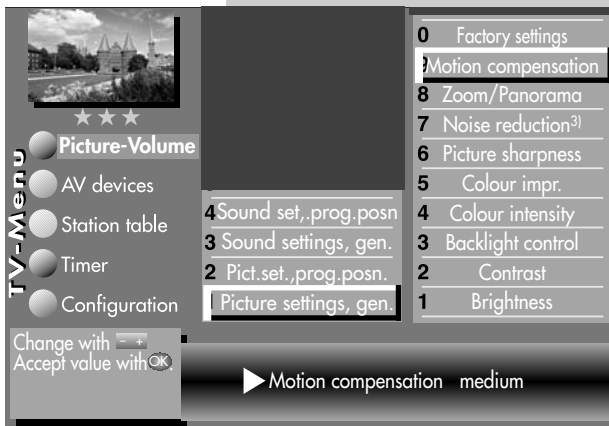 TV-Menu
Picture-Volume
AV devices
Station table
Timer
Configuration
4 Sound set,.prog.posn
3 Sound settings, gen.
2 Pict.set.,prog.posn.
Picture settings, gen.
0 Factory settings
Motion compensation
8 Zoom/Panorama
7 Noise reduction3)
6 Picture sharpness
5 Colour impr.
4 Colour intensity
3 Backlight control
2 Contrast
1 Brightness
Change with - +
Accept value with OK.
Motion compensation medium